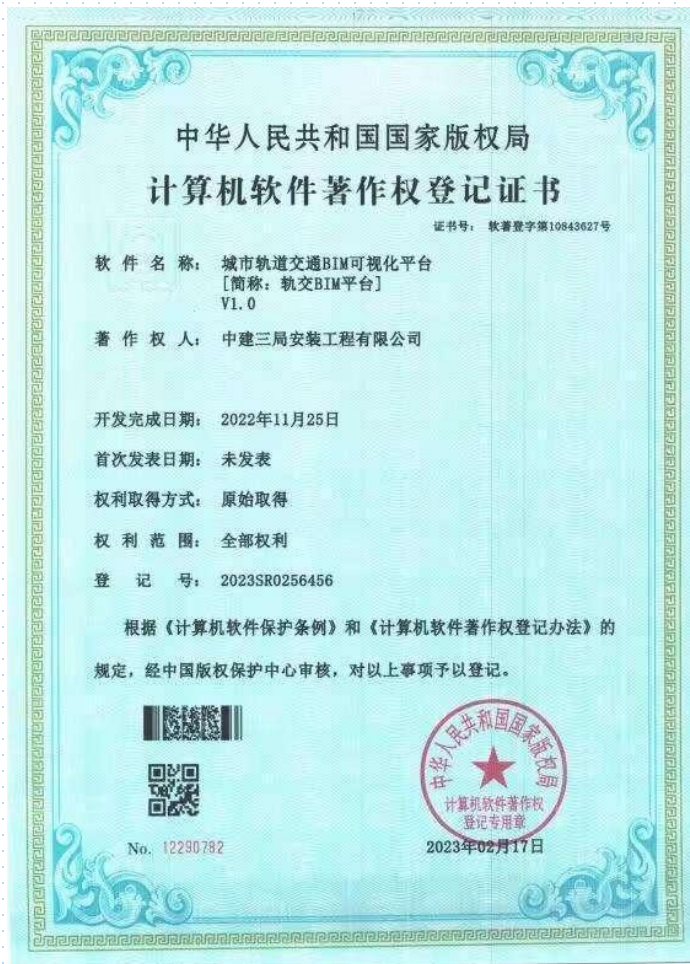 中华人民共和国国家版权局
计算机软件著作权登记证书
证书号： 软著登字第10843627号
软 件 名 称： 城市轨道交通BIM可视化平台
[简称：轨交BIM平台]
V1.0
著 作 权 人： 中建三局安装工程有限公司
开发完成日期： 2022年11月25日
首次发表日期： 未发表
权利取得方式： 原始取得
权 利 范 围： 全部权利
登 记 号： 2023SR0256456
根据《计算机软件保护条例》和《计算机软件著作权登记办法》的
规定，经中国版权保护中心审核，对以上事项予以登记。
中华人民共和国国家版权局
计算机软件著作权
登记专用章
No. 12290782
2023年02月17日